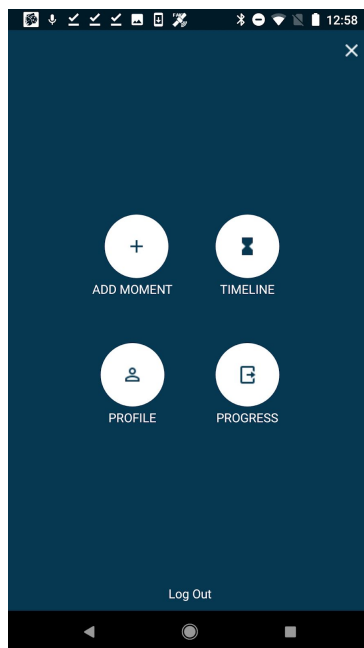 12:58
ADD MOMENT
TIMELINE
PROFILE
PROGRESS
Log Out